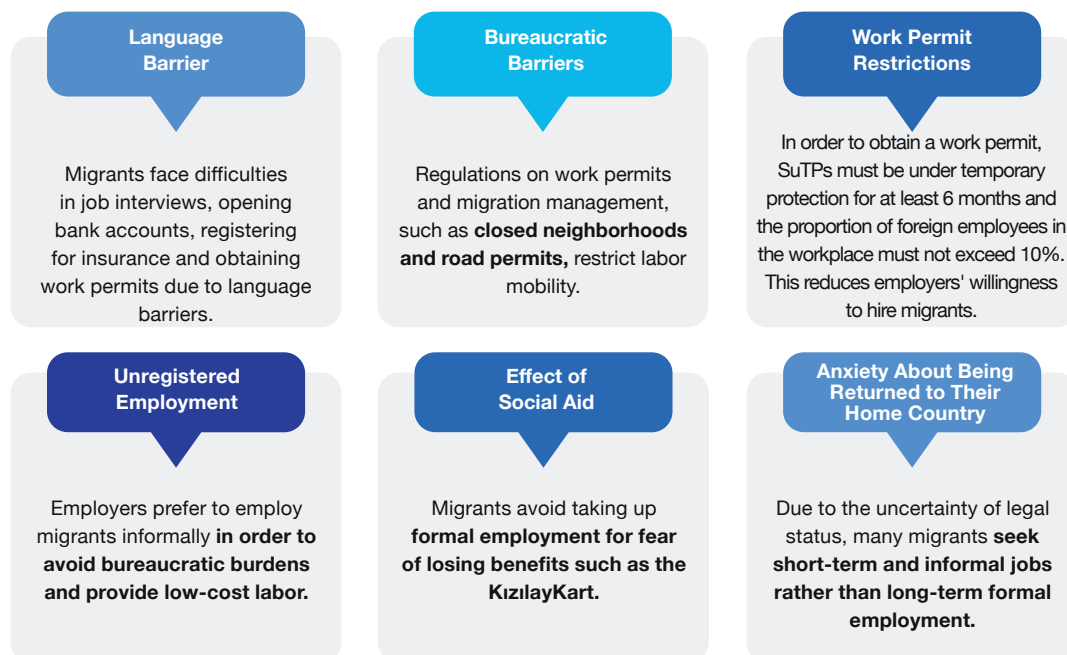 Language
Barrier
Migrants face difficulties
in job interviews, opening
bank accounts, registering
for insurance and obtaining
work permits due to language
barriers.
Bureaucratic
Barriers
Regulations on work permits
and migration management,
such as closed neighborhoods
and road permits, restrict labor
mobility.
Work Permit
Restrictions
In order to obtain a work permit,
SuTPs must be under temporary
protection for at least 6 months and
the proportion of foreign employees in
the workplace must not exceed 10%.
This reduces employers' willingness
to hire migrants.
Unregistered
Employment
Employers prefer to employ
migrants informally in order to
avoid bureaucratic burdens
and provide low-cost labor.
Effect of
Social Aid
Migrants avoid taking up
formal employment for fear
of losing benefits such as the
KızılayKart.
Anxiety About Being
Returned to Their
Home Country
Due to the uncertainty of legal
status, many migrants seek
short-term and informal jobs
rather than long-term formal
employment.